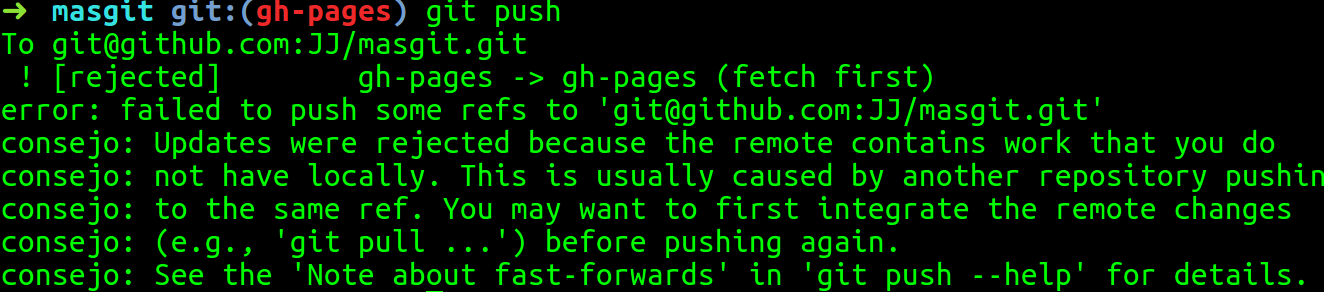 ➜ masgit git:(gh-pages) git push
To git@github.com:JJ/masgit.git
! [rejected] gh-pages -> gh-pages (fetch first)
error: failed to push some refs to 'git@github.com:JJ/masgit.git'
consejo: Updates were rejected because the remote contains work that you do
consejo: not have locally. This is usually caused by another repository pushin
consejo: to the same ref. You may want to first integrate the remote changes
consejo: (e.g., 'git pull ...') before pushing again.
consejo: See the 'Note about fast-forwards' in 'git push --help' for details.